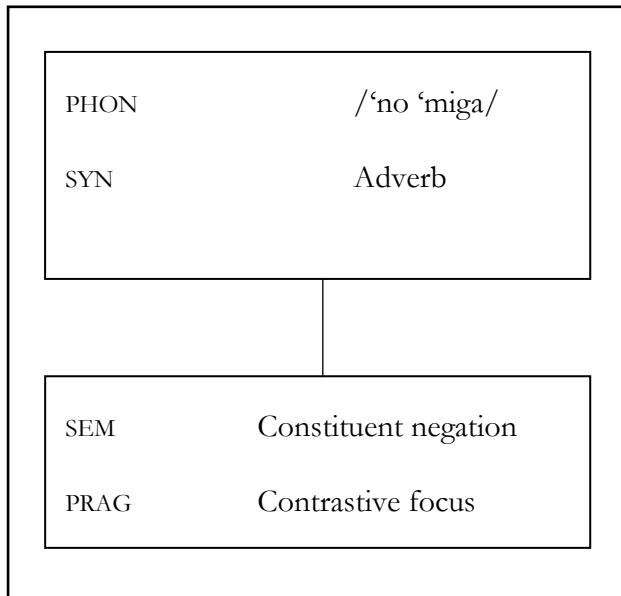 PHON /‘no ‘miga/
SYN Adverb
SEM Constituent negation
PRAG Contrastive focus